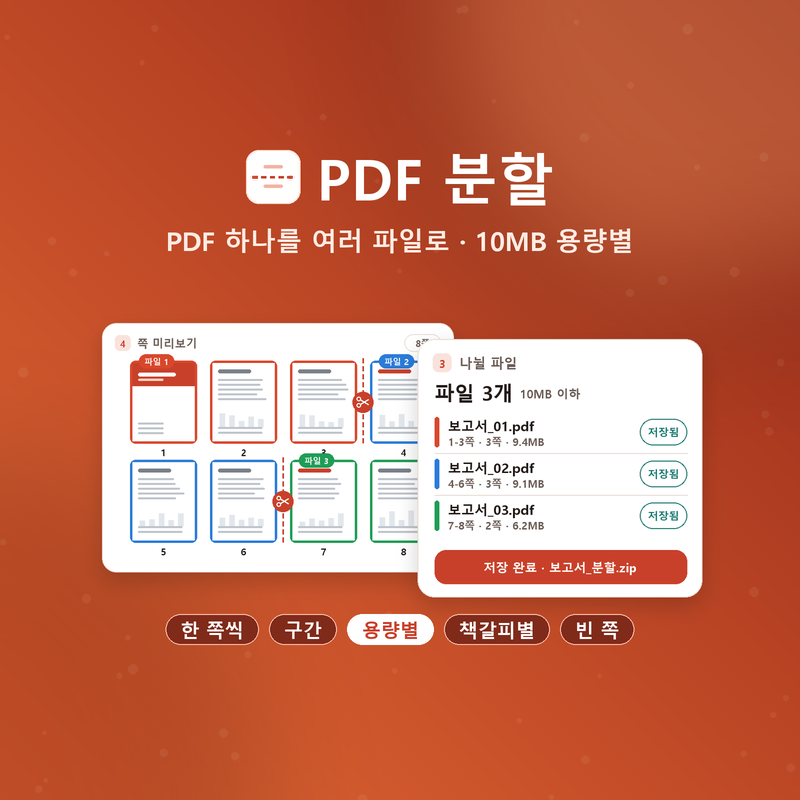 PDF 분할
PDF 하나를 여러 파일로 · 10MB 용량별
4 쪽 미리보기
파일 1
파일 2
1
2
3
4
파일 3
5
6
7
8
3 나뉠 파일
파일 3개 10MB 이하
보고서_01.pdf
1-3쪽 · 3쪽 · 9.4MB
저장됨
보고서_02.pdf
4-6쪽 · 3쪽 · 9.1MB
저장됨
보고서_03.pdf
7-8쪽 · 2쪽 · 6.2MB
저장됨
저장 완료 · 보고서_분할.zip
한 쪽씩
구간
용량별
책갈피별
빈 쪽